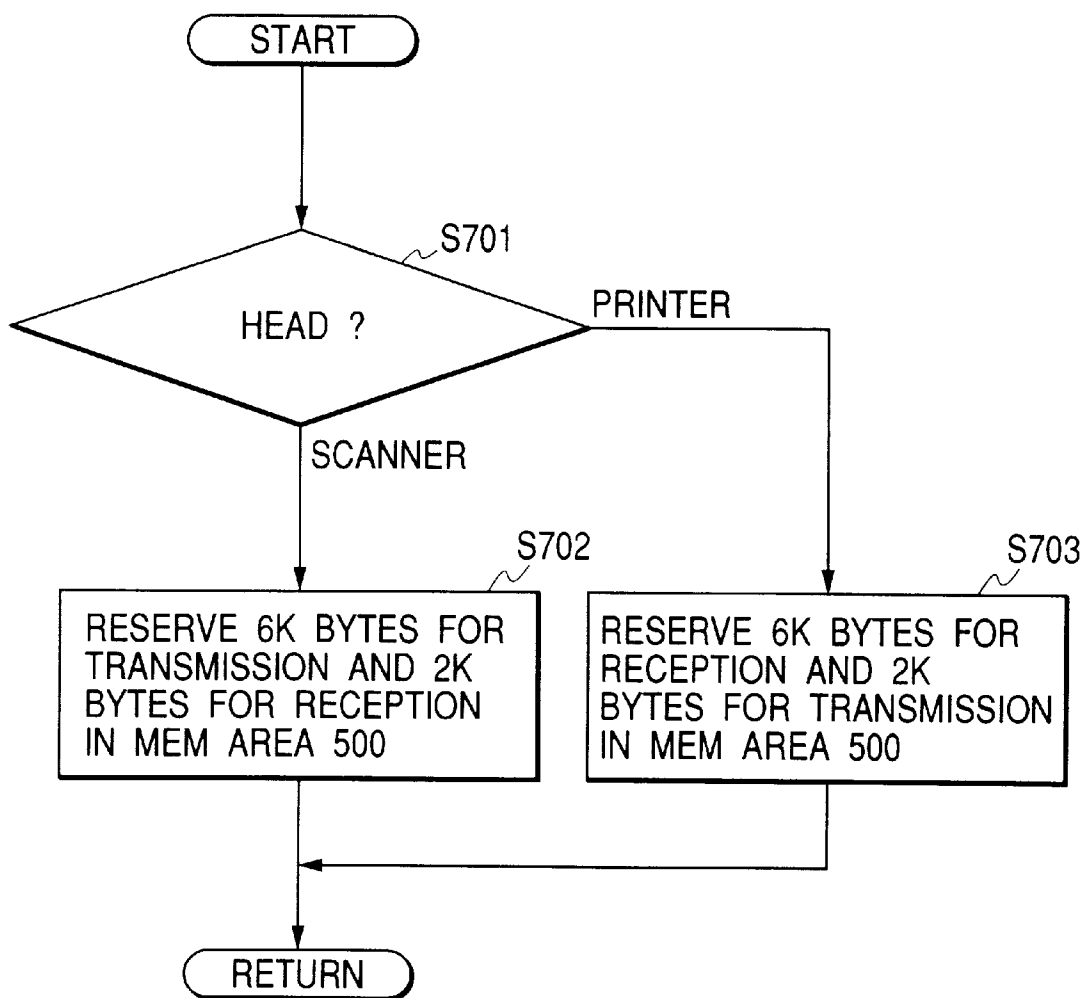 START
S701
HEAD ?
PRINTER
SCANNER
S702
RESERVE 6K BYTES FOR
TRANSMISSION AND 2K
BYTES FOR RECEPTION
IN MEM AREA 500
S703
RESERVE 6K BYTES FOR
RECEPTION AND 2K
BYTES FOR TRANSMISSION
IN MEM AREA 500
RETURN